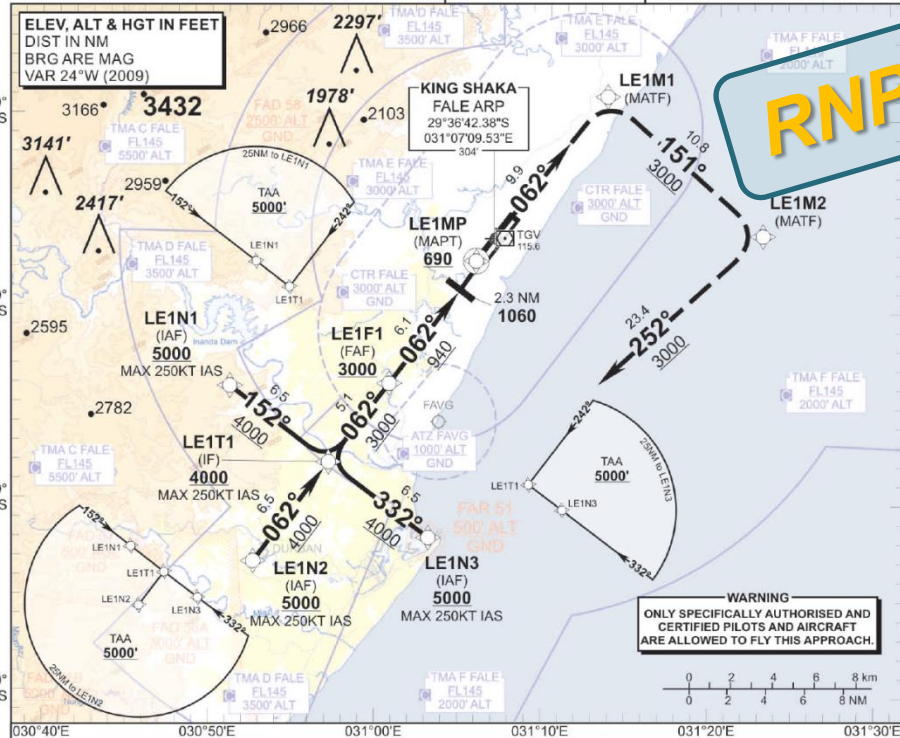 ELEV, ALT & HGT IN FEET
DIST IN NM
BRG ARE MAG
VAR 24°W (2009)
2966
2297'
TMA D FALE
FL145
3500' ALT
C
TMA E FALE
FL145
3000' ALT
C
TMA F FALE
2000' ALT
C
RNP
3166
3432
1978'
2103
KING SHAKA
FALE ARP
29°36'42.38"S
031°07'09.53"E
304'
LE1M1
(MATF)
FAD 58
2500' ALT
GND
TMA C FALE
FL145
5500' ALT
C
3141'
2417'
2959
25NM to LE1N1
TAA
5000'
152°
242°
LE1N1
LE1T1
TMA E FALE
FL145
3000' ALT
C
9.9
062°
10.8
151°
3000
LE1M2
(MATF)
CTR FALE
3000' ALT
GND
C
LE1MP
(MAPT)
690
TGV
115.6
TMA D FALE
FL145
3500' ALT
C
CTR FALE
3000' ALT
GND
C
2.3 NM
1060
2595
LE1N1
(IAF)
5000
MAX 250KT IAS
Inanda Dam
LE1F1
(FAF)
3000
6.1
062°
940
23.4
252°
3000
TMA F FALE
FL145
2000' ALT
C
2782
6.5
152°
4000
5.1
062°
3000
FAVG
ATZ FAVG
1000' ALT
GND
C
TMA C FALE
FL145
5500' ALT
C
LE1T1
(IF)
4000
MAX 250KT IAS
242°
25NM to LE1N3
TAA
5000'
LE1T1
LE1N3
332°
6.5
062°
4000
6.5
332°
4000
FAR 51
500' ALT
GND
152°
LE1N1
LE1T1
LE1N2
LE1N3
332°
TAA
5000'
25NM to LE1N2
LE1N2
(IAF)
5000
MAX 250KT IAS
LE1N3
(IAF)
5000
MAX 250KT IAS
WARNING
ONLY SPECIFICALLY AUTHORISED AND
CERTIFIED PILOTS AND AIRCRAFT
ARE ALLOWED TO FLY THIS APPROACH.
TMA D FALE
FL145
3500' ALT
C
TMA F FALE
FL145
2000' ALT
C
0 2 4 6 8 km
0 2 4 6 8 NM
030°40'E
030°50'E
031°00'E
031°10'E
031°20'E
031°30'E